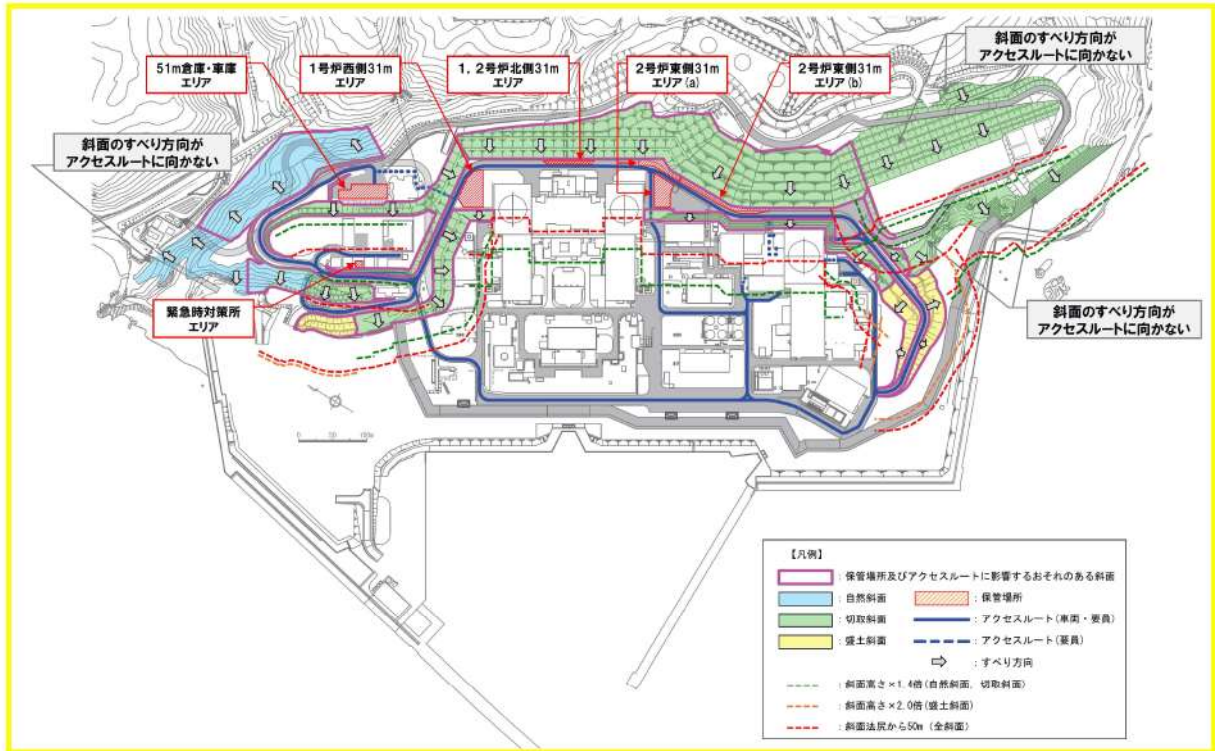 斜面のすべり方向が
アクセスルートに向かない
51m倉庫・車庫
エリア
1号炉西側31m
エリア
1，2号炉北側31m
エリア
2号炉東側31m
エリア(a)
2号炉東側31m
エリア(b)
斜面のすべり方向が
アクセスルートに向かない
緊急時対策所
エリア
斜面のすべり方向が
アクセスルートに向かない
【凡例】
：保管場所及びアクセスルートに影響するおそれのある斜面
：自然斜面
：保管場所
：切取斜面
：アクセスルート(車両・要員)
：盛土斜面
：アクセスルート(要員)
：すべり方向
：斜面高さ×1.4倍(自然斜面，切取斜面)
：斜面高さ×2.0倍(盛土斜面)
：斜面法尻から50m（全斜面）